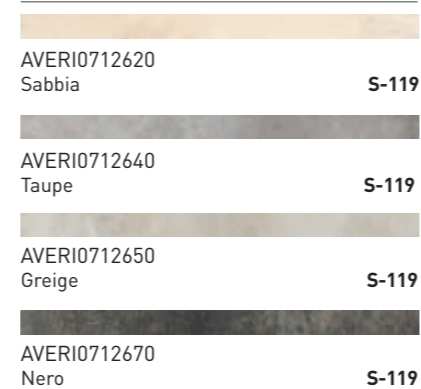 AVERI0712620
Sabbia S-119
AVERI0712640
Taupe S-119
AVERI0712650
Greige S-119
AVERI0712670
Nero S-119